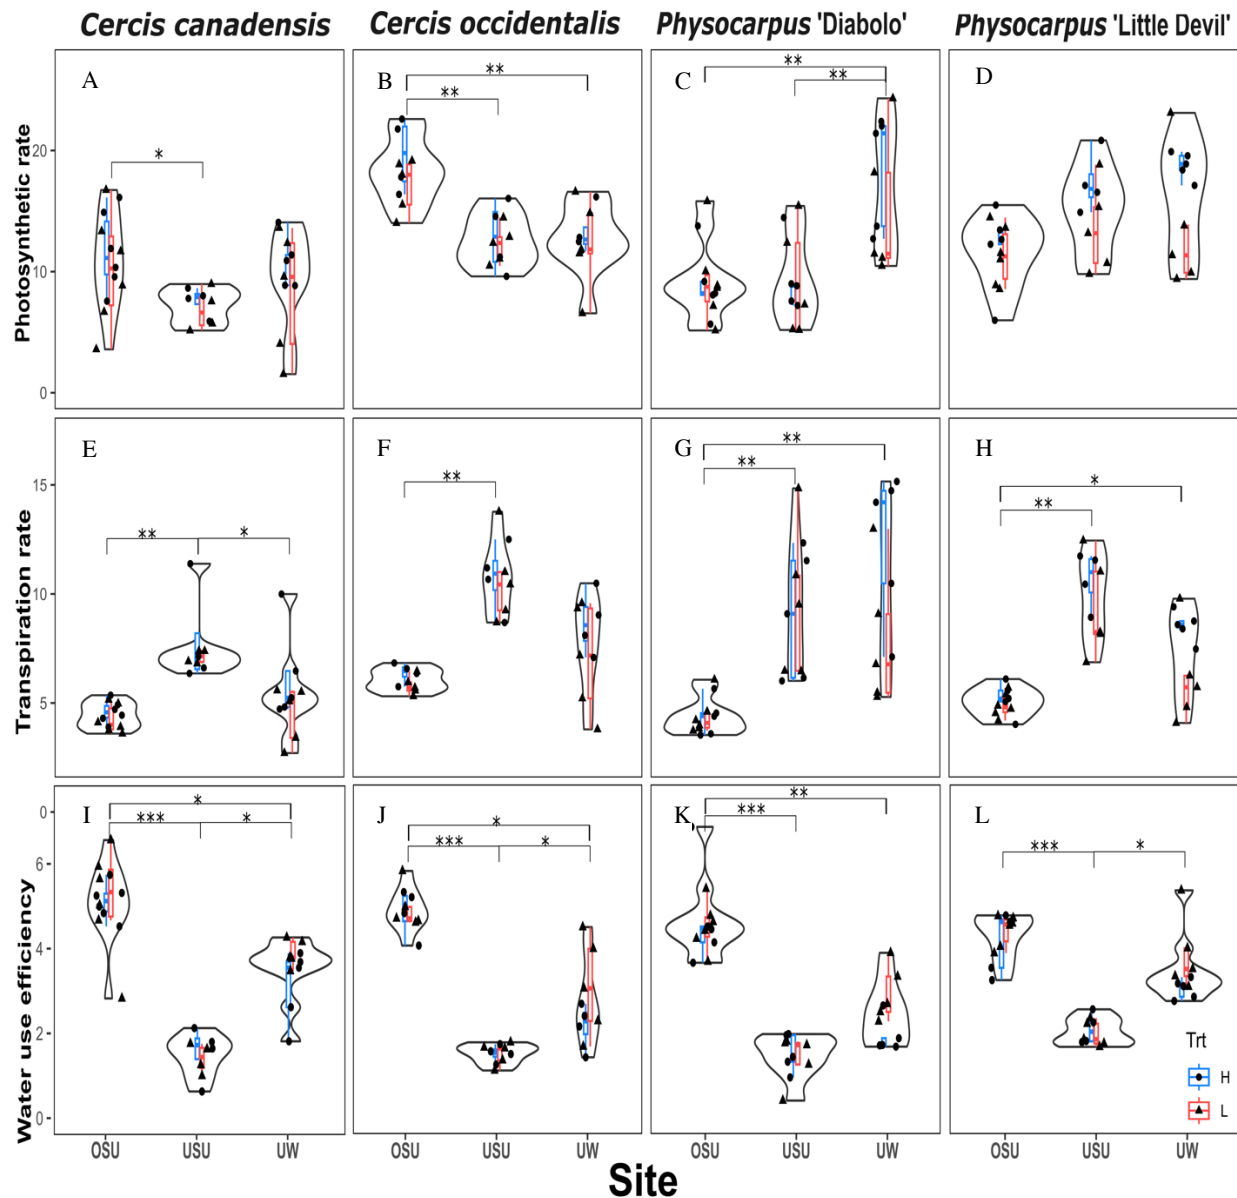 Cercis canadensis
Cercis occidentalis
Physocarpus 'Diabolo'
Physocarpus 'Little Devil'
Photosynthetic rate
20
10
0
A
*
B
**
**
C
**
**
D
Transpiration rate
15
10
5
0
E
**
*
F
**
G
**
**
H
*
**
Water use efficiency
6
4
2
0
I
*
***
*
J
*
***
*
K
**
***
L
***
*
Trt
H
L
OSU USU UW
OSU USU UW
OSU USU UW
OSU USU UW
Site